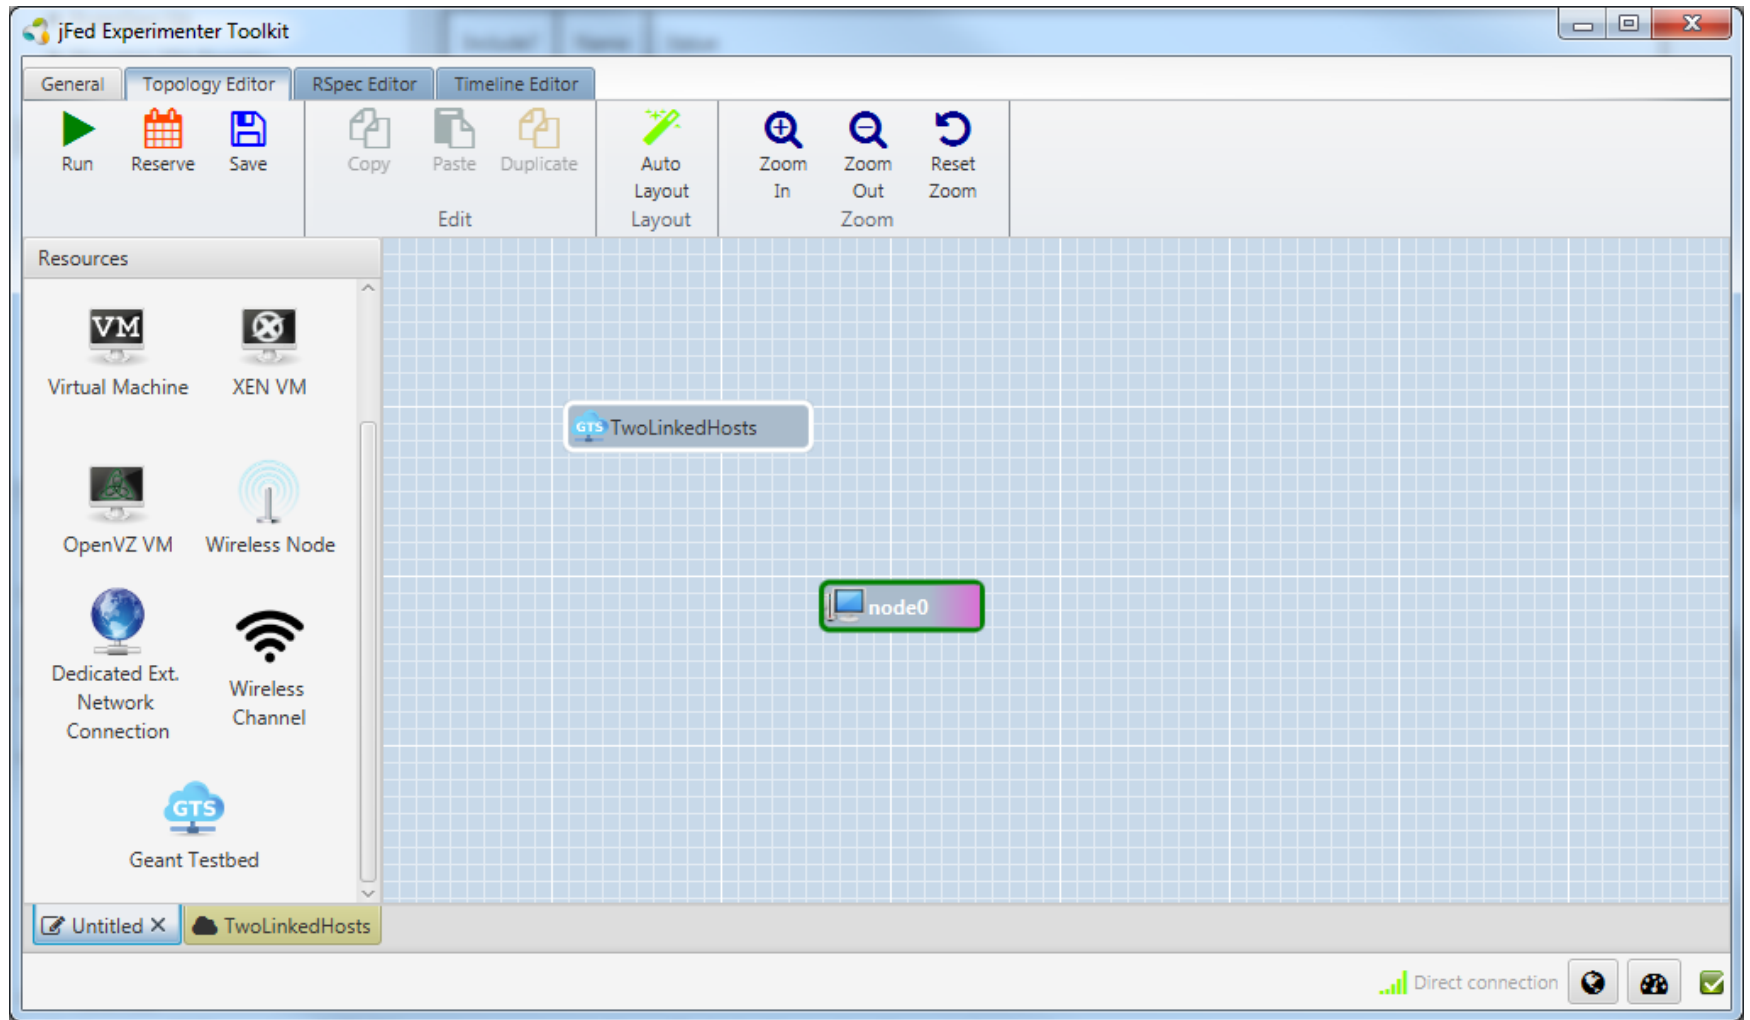 jFed Experimenter Toolkit
General Topology Editor RSpec Editor Timeline Editor
Run Reserve Save Copy Paste Duplicate Auto Layout Zoom In Zoom Out Reset Zoom
Edit Layout Zoom
Resources
VM
Virtual Machine XEN VM
OpenVZ VM Wireless Node
Dedicated Ext. Network Connection
Wireless Channel
GTS
Geant Testbed
GTS TwoLinkedHosts
node0
Untitled TwoLinkedHosts
Direct connection